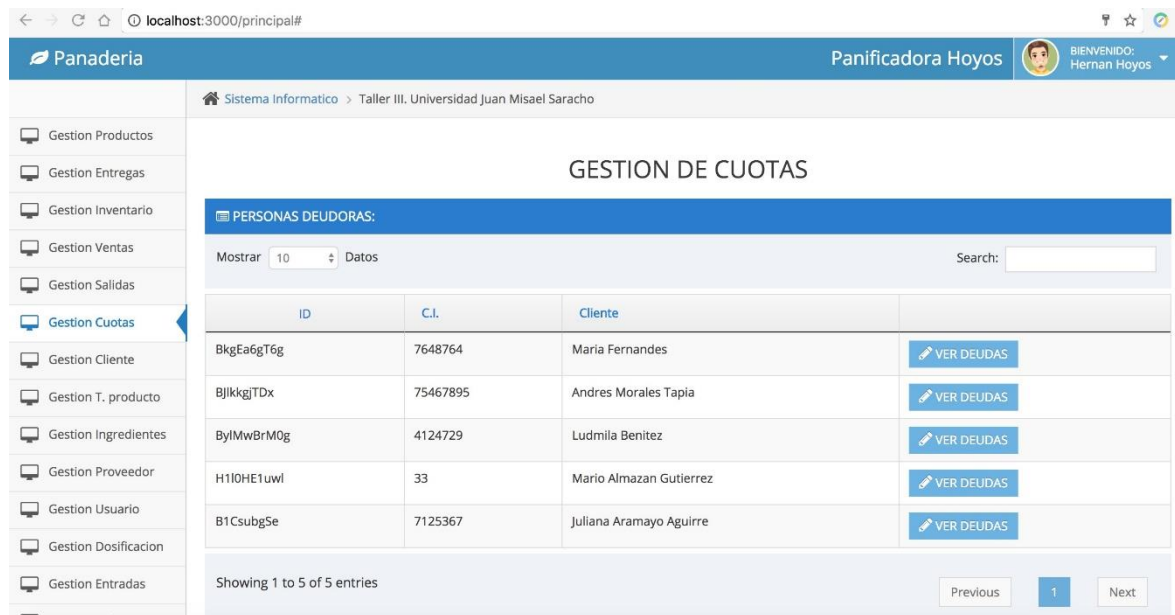 localhost:3000/principal#
Panaderia
Panificadora Hoyos
BIENVENIDO:
Hernan Hoyos
Sistema Informatico > Taller III. Universidad Juan Misael Saracho
Gestion Productos
Gestion Entregas
Gestion Inventario
Gestion Ventas
Gestion Salidas
Gestion Cuotas
Gestion Cliente
Gestion T. producto
Gestion Ingredientes
Gestion Proveedor
Gestion Usuario
Gestion Dosificacion
Gestion Entradas
GESTION DE CUOTAS
PERSONAS DEUDORAS:
Mostrar 10 Datos Search:
ID C.I. Cliente
BkgEa6gT6g 7648764 Maria Fernandes VER DEUDAS
BJlkkgjTDx 75467895 Andres Morales Tapia VER DEUDAS
BylMwBrM0g 4124729 Ludmila Benitez VER DEUDAS
H1l0HE1uwl 33 Mario Almazan Gutierrez VER DEUDAS
B1CsubgSe 7125367 Juliana Aramayo Aguirre VER DEUDAS
Showing 1 to 5 of 5 entries
Previous 1 Next